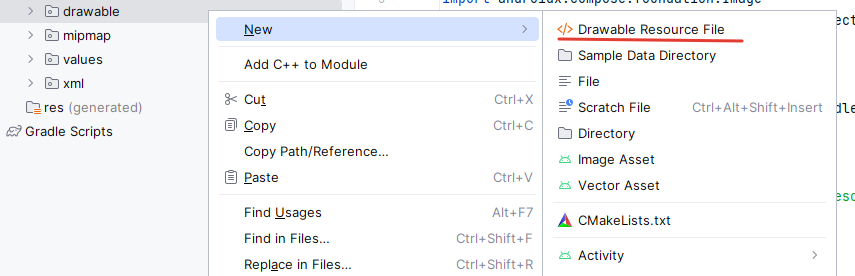 import androidx.compose.foundation.Image
drawable
mipmap
values
xml
res (generated)
Gradle Scripts
New
Add C++ to Module
Cut Ctrl+X
Copy Ctrl+C
Copy Path/Reference...
Paste Ctrl+V
Find Usages Alt+F7
Find in Files... Ctrl+Shift+F
Replace in Files... Ctrl+Shift+R
Drawable Resource File
Sample Data Directory
File
Scratch File Ctrl+Alt+Shift+Insert
Directory
Image Asset
Vector Asset
CMakeLists.txt
Activity